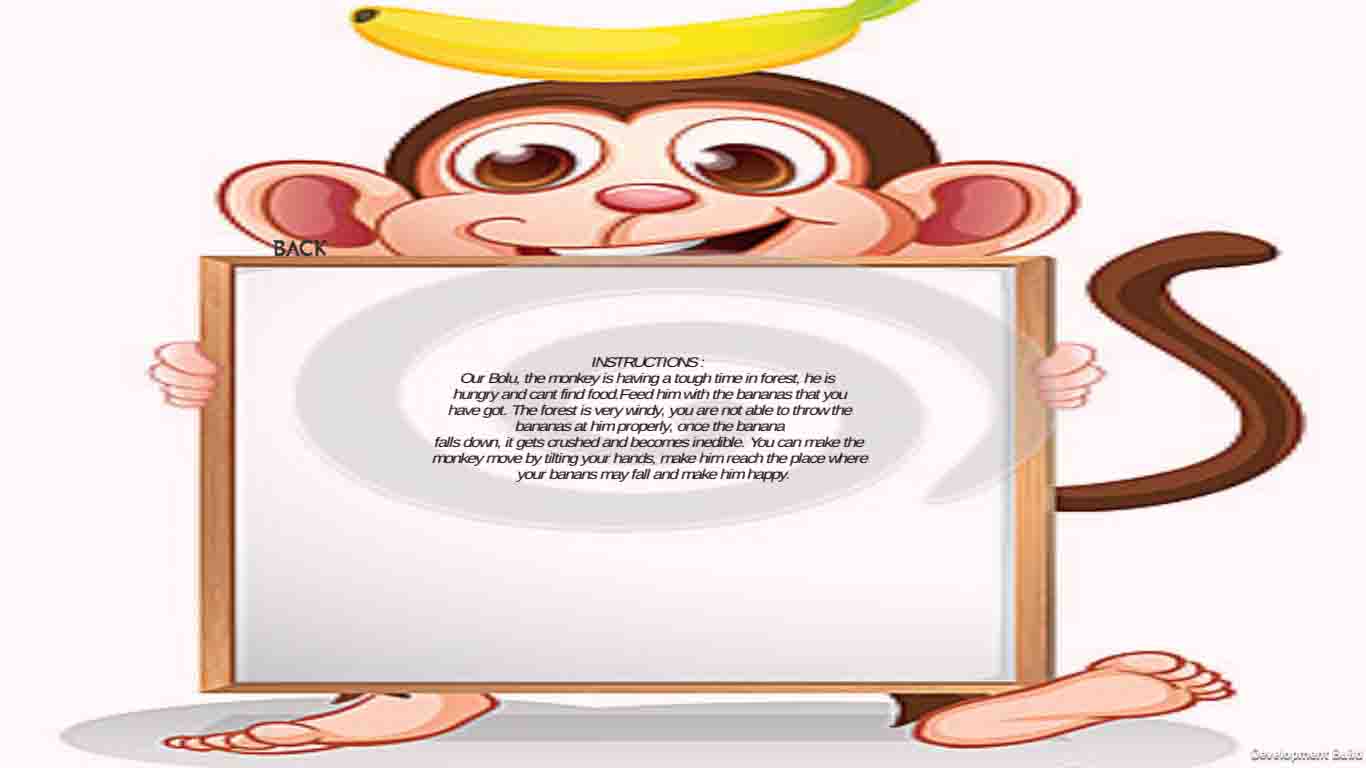 BACK
INSTRUCTIONS :
Our Bolu, the monkey is having a tough time in forest, he is
hungry and cant find food.Feed him with the bananas that you
have got. The forest is very windy, you are not able to throw the
bananas at him properly, once the banana
falls down, it gets crushed and becomes inedible. You can make the
monkey move by tilting your hands, make him reach the place where
your banans may fall and make him happy.
Development Build